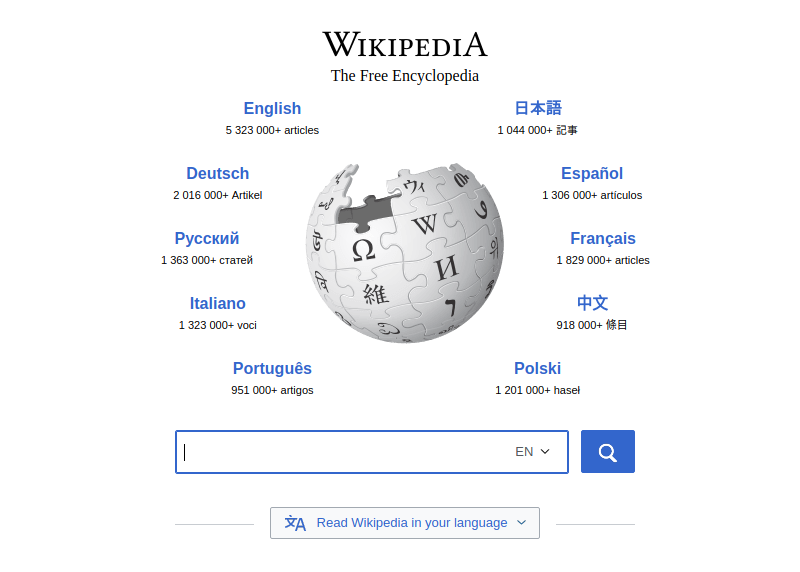 WIKIPEDIA
The Free Encyclopedia
English
5 323 000+ articles
日本語
1 044 000+ 記事
Deutsch
2 016 000+ Artikel
Español
1 306 000+ artículos
Русский
1 363 000+ статей
Français
1 829 000+ articles
Italiano
1 323 000+ voci
中文
918 000+ 條目
Português
951 000+ artigos
Polski
1 201 000+ haseł
ウィ
W
Ω
И
維
EN
Read Wikipedia in your language